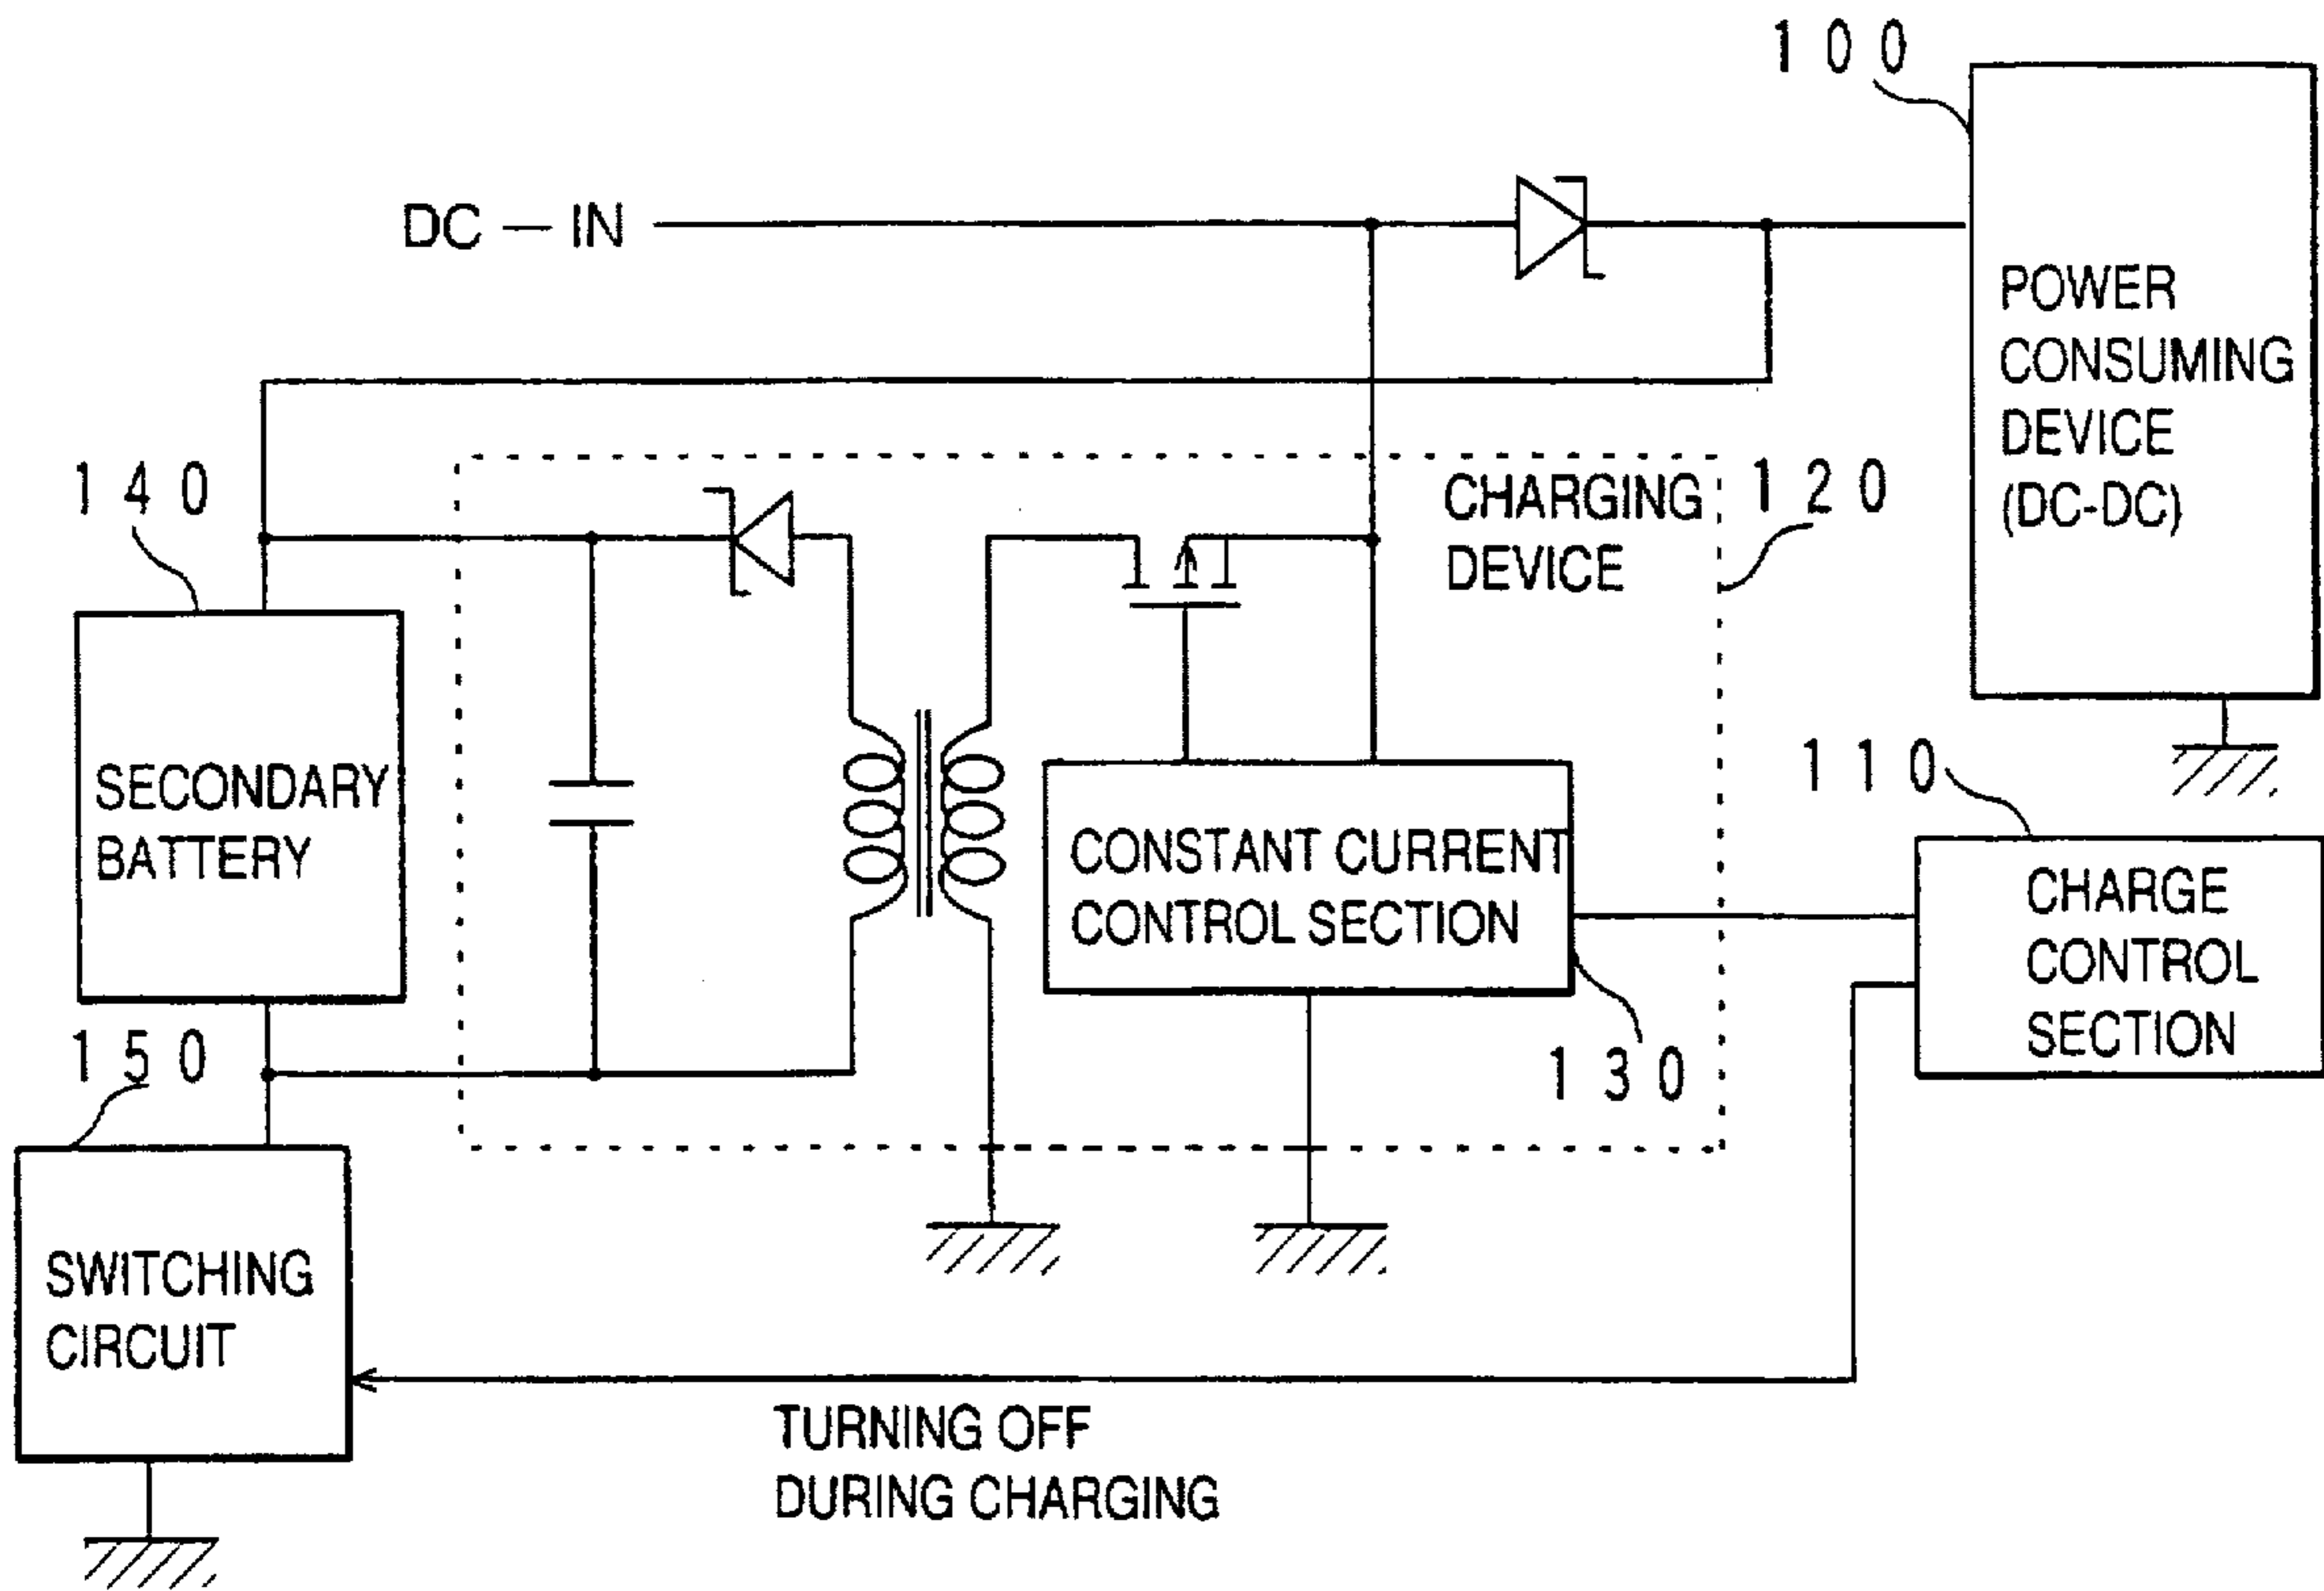 100
DC — IN
POWER
CONSUMING
DEVICE
(DC-DC)
140
CHARGING
DEVICE
120
SECONDARY
BATTERY
110
CONSTANT CURRENT
CONTROL SECTION
CHARGE
CONTROL
SECTION
150
130
SWITCHING
CIRCUIT
TURNING OFF
DURING CHARGING